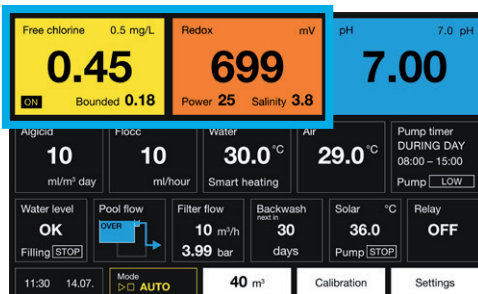 Free chlorine 0.5 mg/L
0.45
ON Bounded 0.18
Redox mV
699
Power 25 Salinity 3.8
pH 7.0 pH
7.00
Algicid
10
ml/m³ day
Flocc
10
ml/hour
Water
30.0 °C
Smart heating
Air
29.0 °C
Pump timer
DURING DAY
08:00 – 15:00
Pump LOW
Water level
OK
Filling STOP
Pool flow
OVER
Filter flow
10 m³/h
3.99 bar
Backwash
next in
30
days
Solar °C
36.0
Pump STOP
Relay
OFF
11:30 14.07.
Mode
AUTO
40 m³
Calibration
Settings